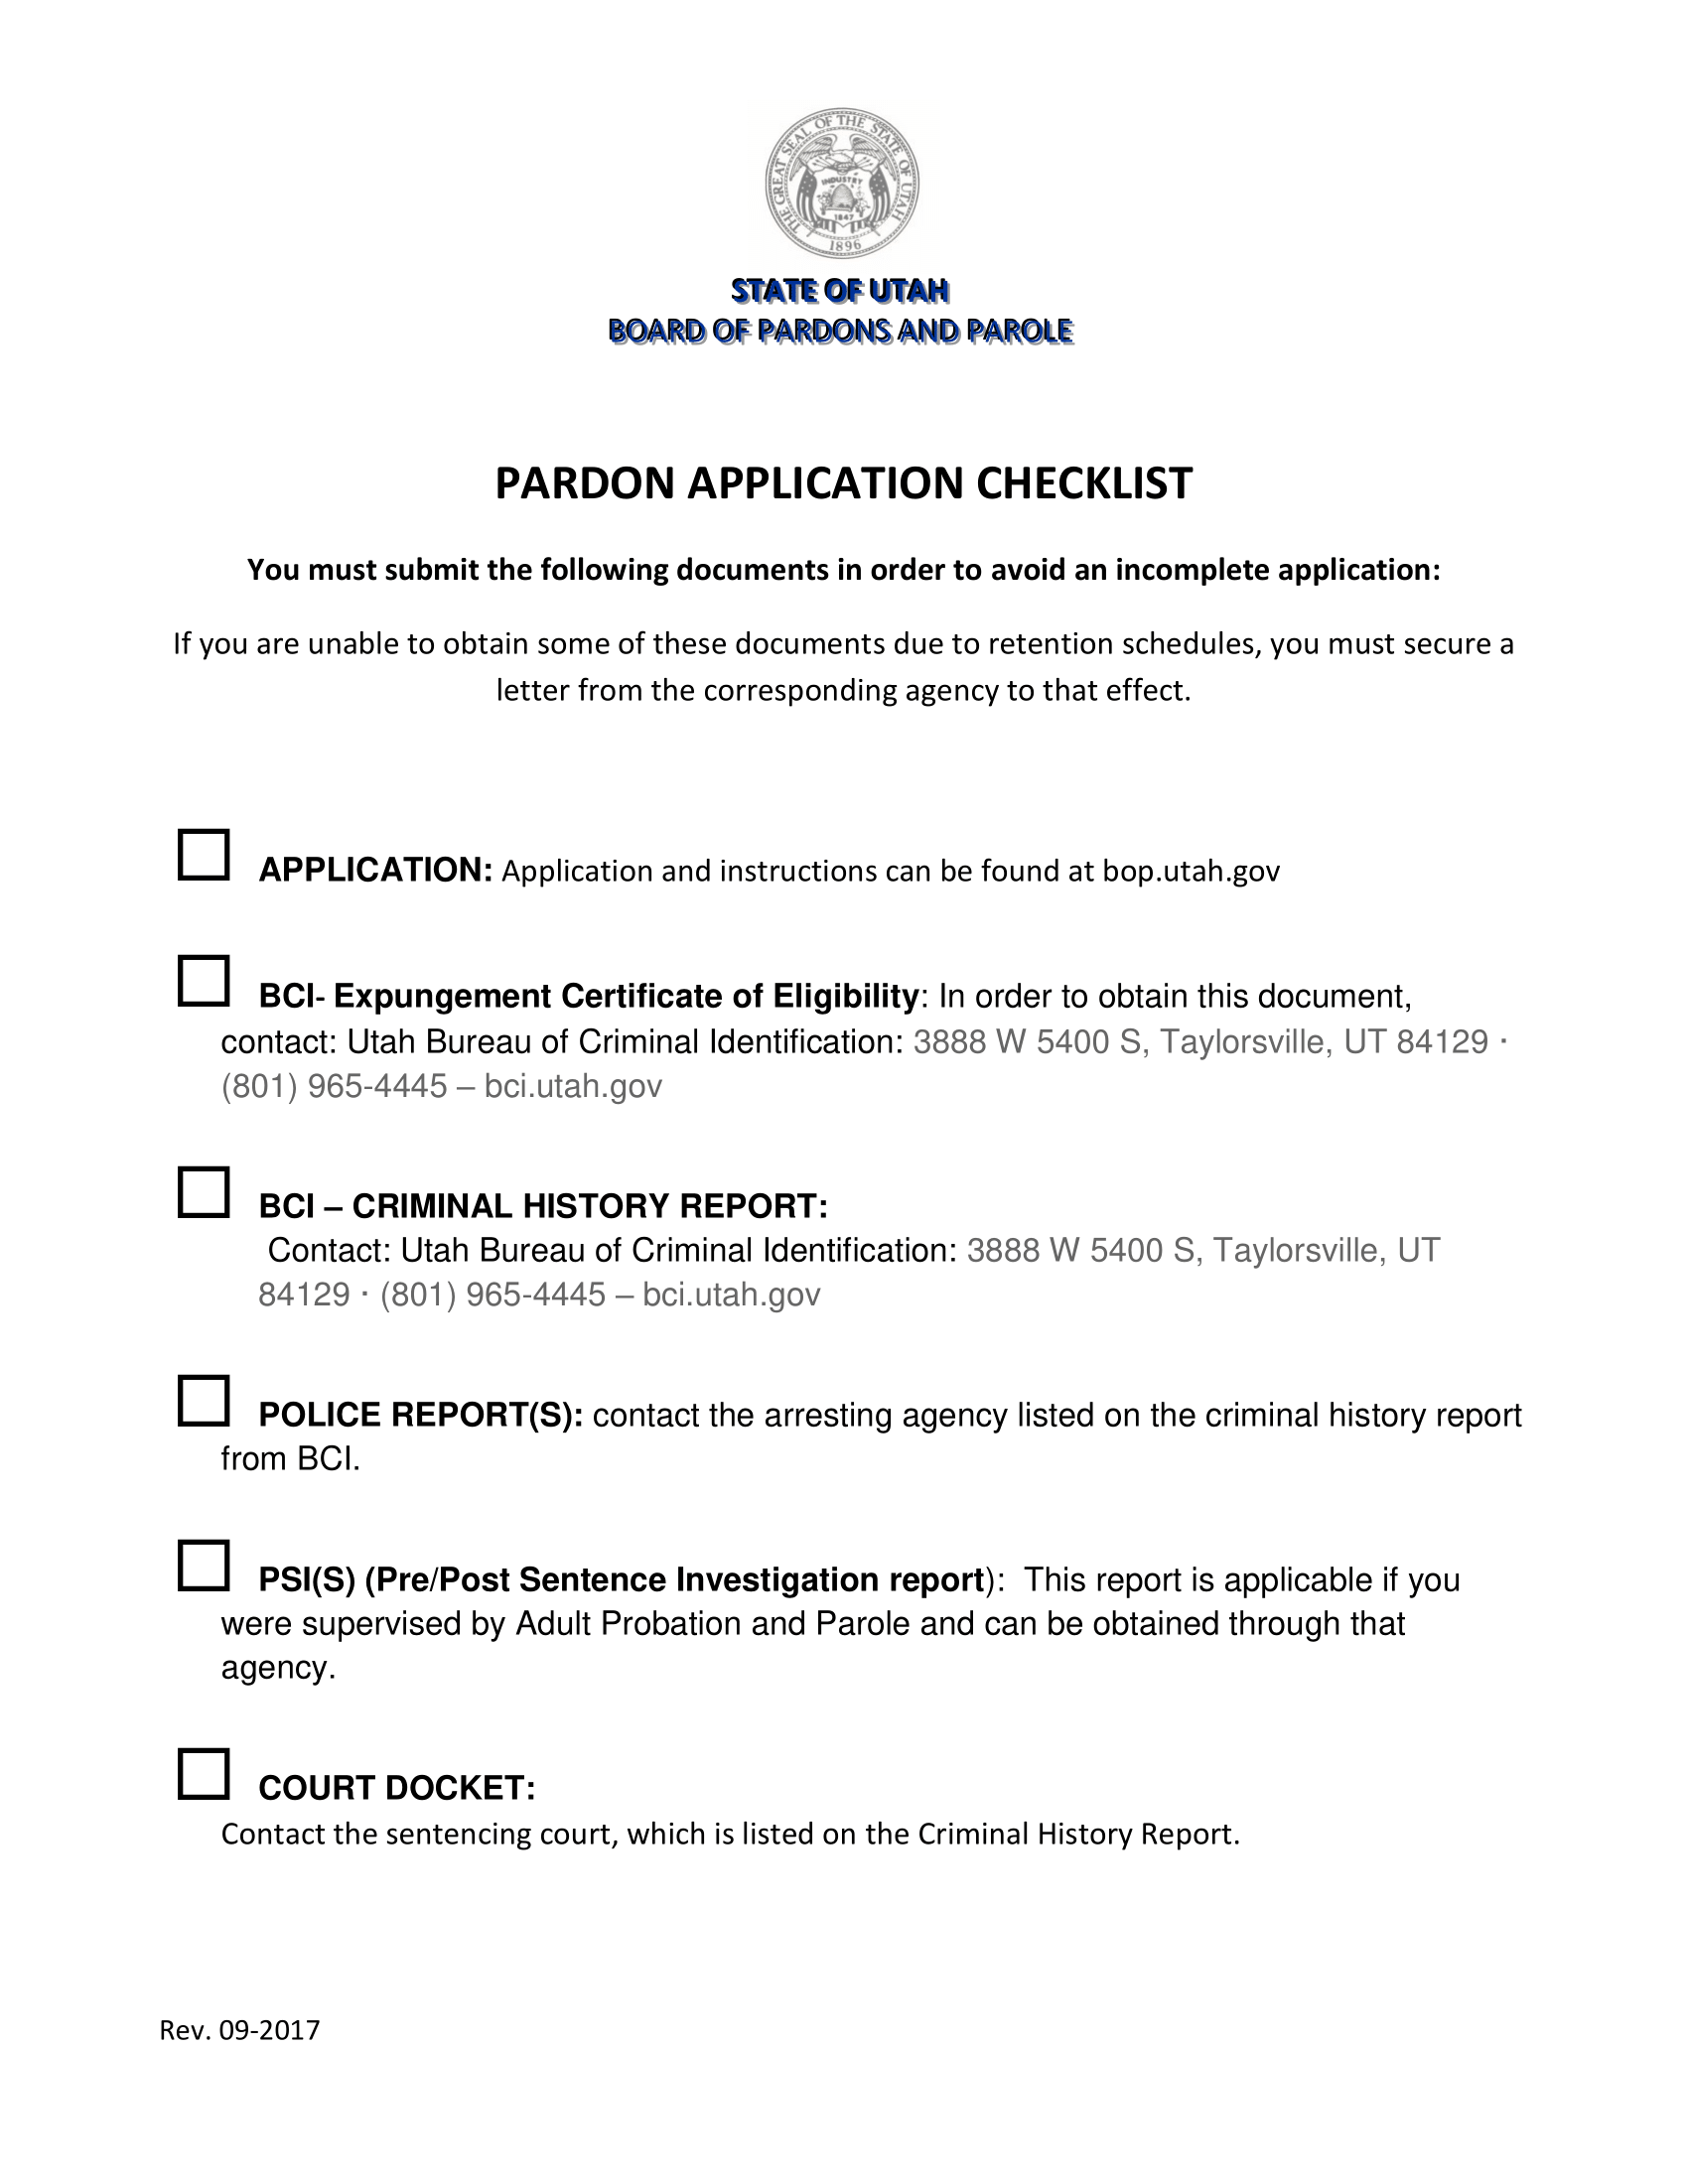 THE GREAT SEAL OF THE STATE OF UTAH
INDUSTRY
1847
1896
STATE OF UTAH
BOARD OF PARDONS AND PAROLE
PARDON APPLICATION CHECKLIST
You must submit the following documents in order to avoid an incomplete application:
If you are unable to obtain some of these documents due to retention schedules, you must secure a
letter from the corresponding agency to that effect.
APPLICATION: Application and instructions can be found at bop.utah.gov
BCI- Expungement Certificate of Eligibility: In order to obtain this document,
contact: Utah Bureau of Criminal Identification: 3888 W 5400 S, Taylorsville, UT 84129 ·
(801) 965-4445 – bci.utah.gov
BCI – CRIMINAL HISTORY REPORT:
Contact: Utah Bureau of Criminal Identification: 3888 W 5400 S, Taylorsville, UT
84129 · (801) 965-4445 – bci.utah.gov
POLICE REPORT(S): contact the arresting agency listed on the criminal history report
from BCI.
PSI(S) (Pre/Post Sentence Investigation report): This report is applicable if you
were supervised by Adult Probation and Parole and can be obtained through that
agency.
COURT DOCKET:
Contact the sentencing court, which is listed on the Criminal History Report.
Rev. 09-2017